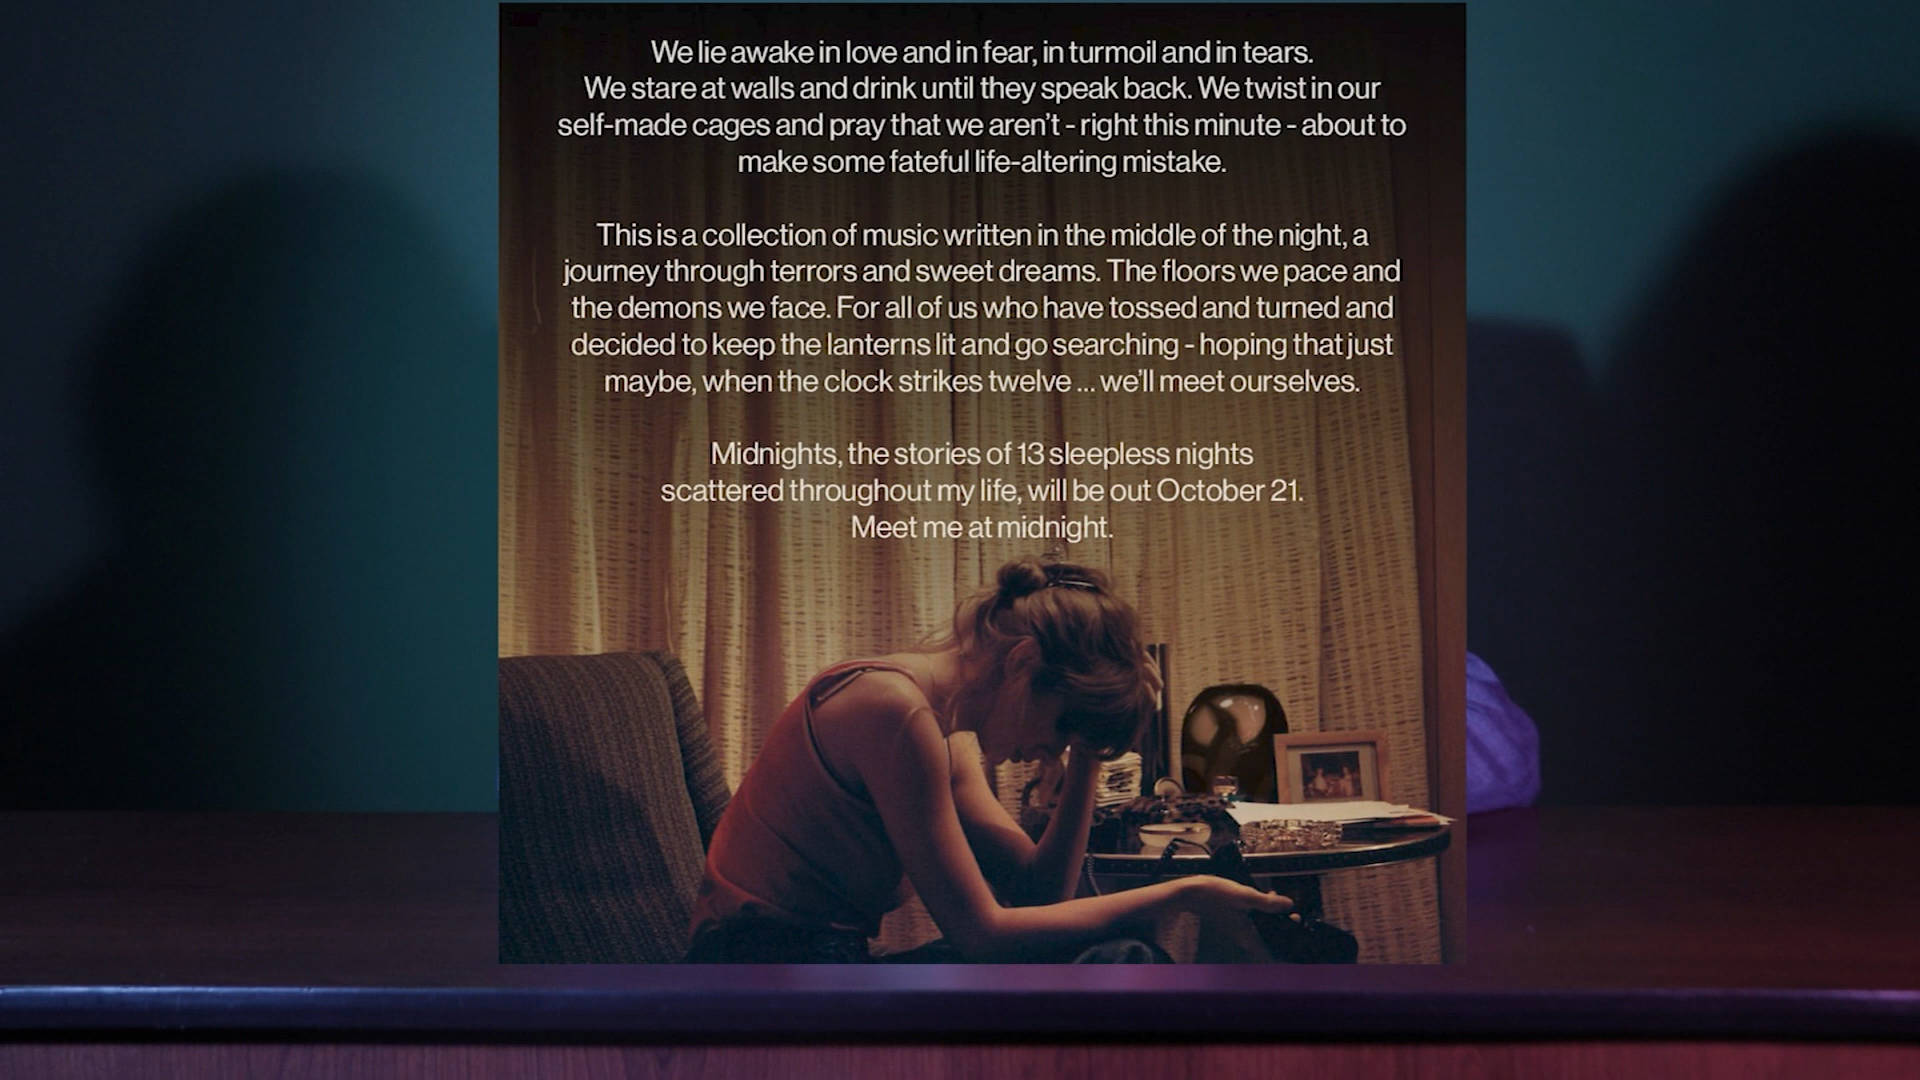 We lie awake in love and in fear, in turmoil and in tears.
We stare at walls and drink until they speak back. We twist in our
self-made cages and pray that we aren't - right this minute - about to
make some fateful life-altering mistake.
This is a collection of music written in the middle of the night, a
journey through terrors and sweet dreams. The floors we pace and
the demons we face. For all of us who have tossed and turned and
decided to keep the lanterns lit and go searching - hoping that just
maybe, when the clock strikes twelve ... we'll meet ourselves.
Midnights, the stories of 13 sleepless nights
scattered throughout my life, will be out October 21.
Meet me at midnight.